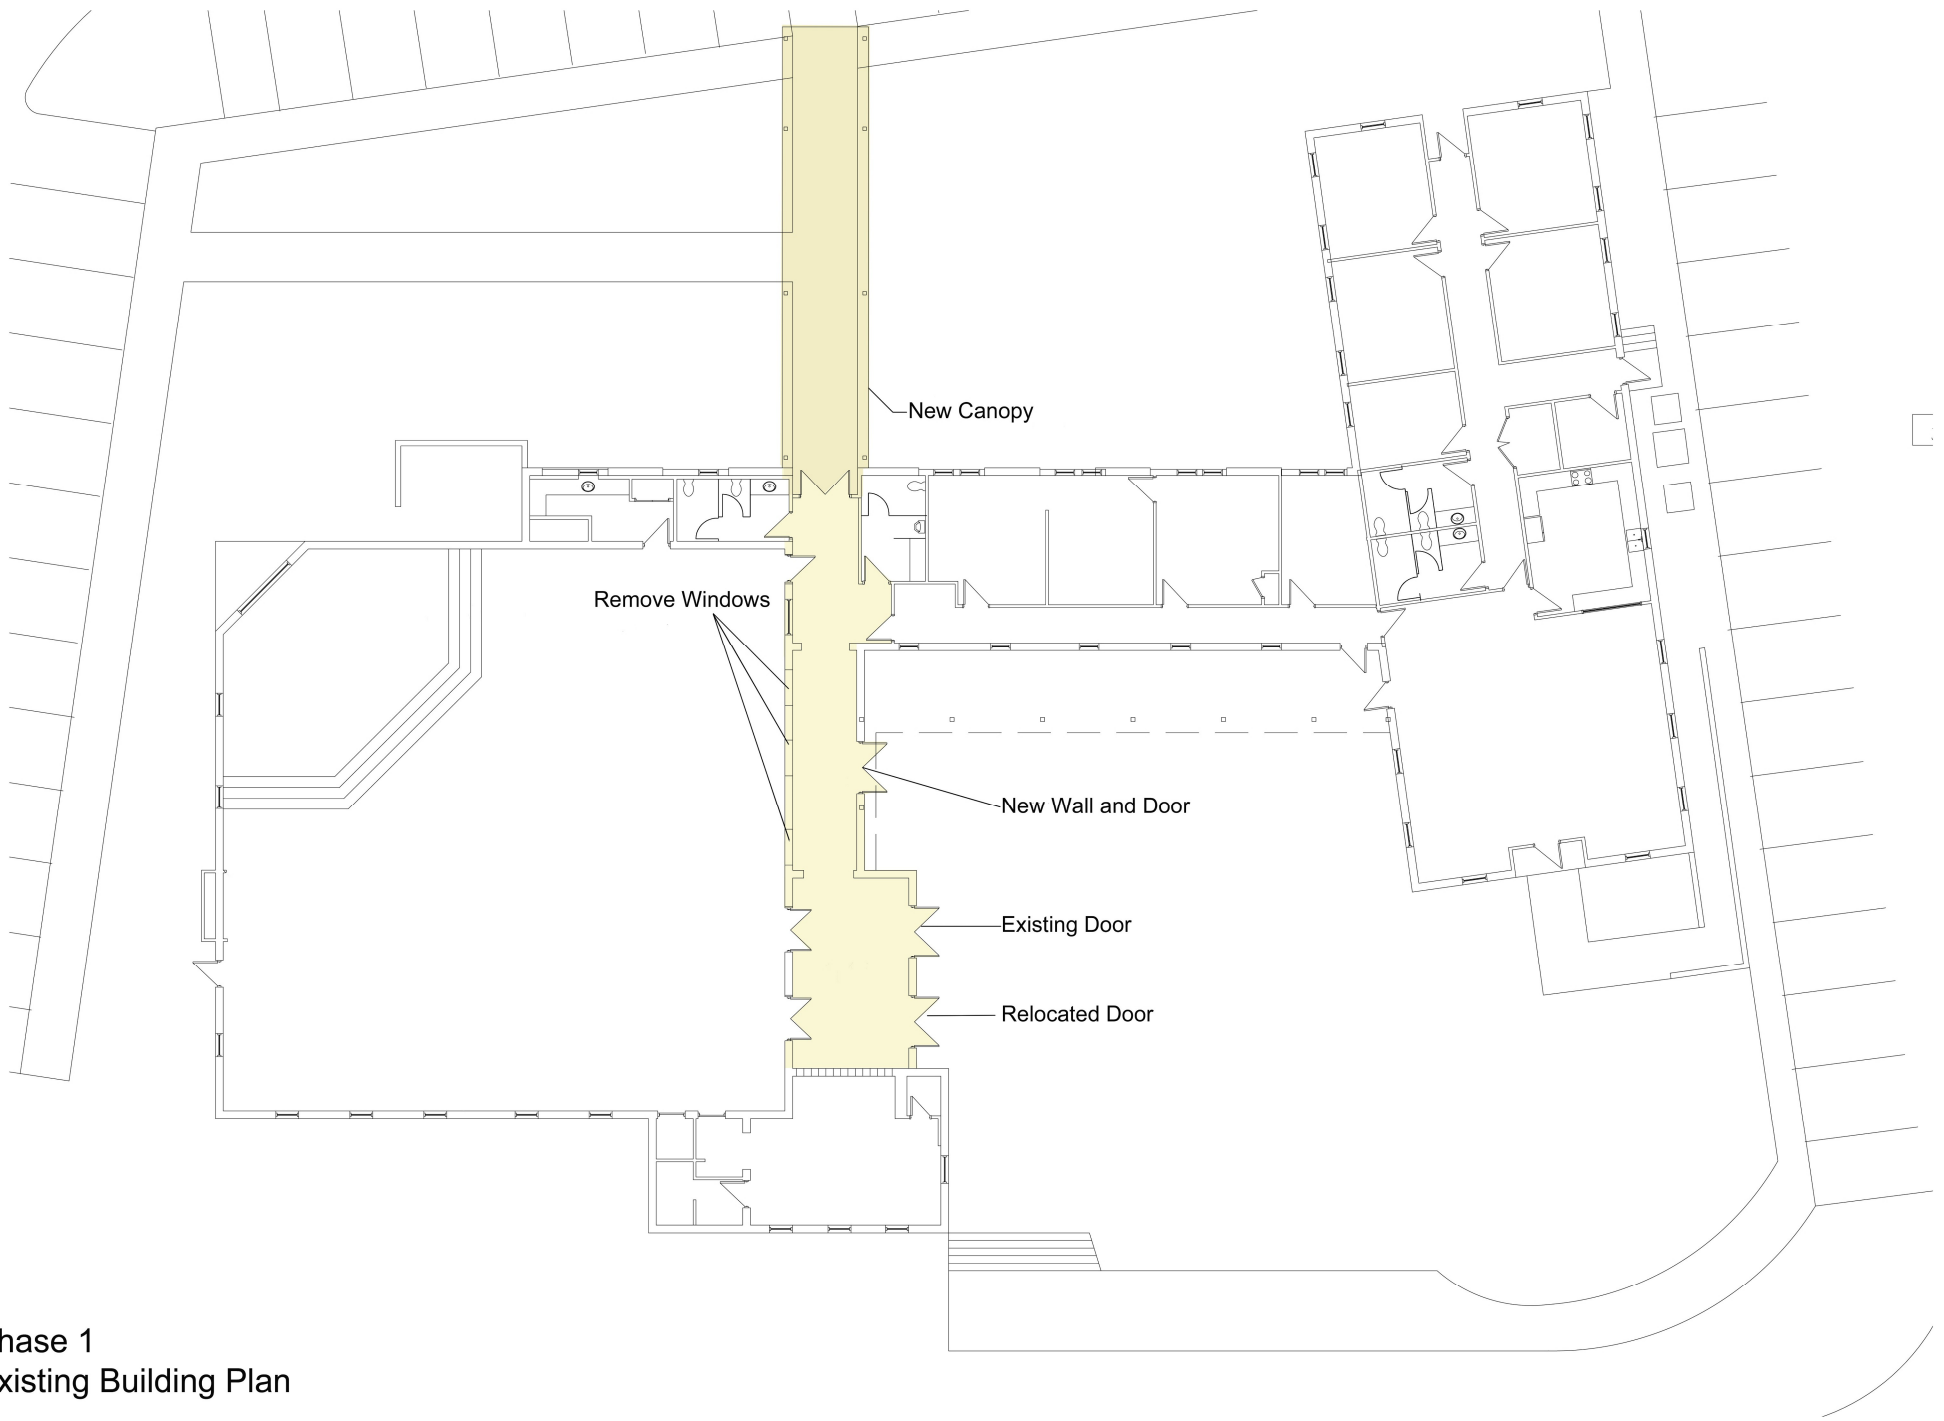 New Canopy
Remove Windows
New Wall and Door
Existing Door
Relocated Door
hase 1
xisting Building Plan